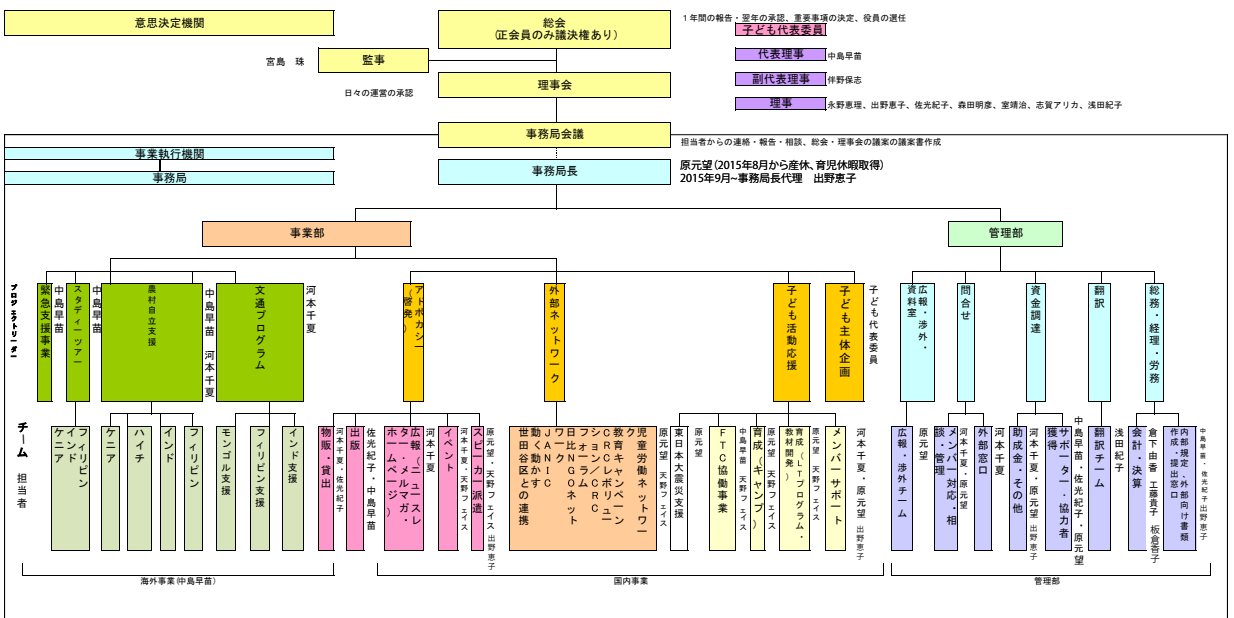 意思決定機関
総会
(正会員のみ議決権あり)
1年間の報告・翌年の承認、重要事項の決定、役員の選任
子ども代表委員
宮島　珠
監事
代表理事
中島早苗
理事会
副代表理事
伴野保志
日々の運営の承認
理事
永野恵理、出野恵子、佐光紀子、森田明彦、室靖治、志賀アリカ、浅田紀子
事務局会議
担当者からの連絡・報告・相談、総会・理事会の議案の議案書作成
事業執行機関
事務局
事務局長
原元望(2015年8月から産休、育児休暇取得)
2015年9月~事務局長代理　出野恵子
事業部
管理部
プロジェクトリーダー
緊急支援事業
中島早苗
スタディーツアー
中島早苗
農村自立支援
中島早苗　河本千夏
文通プログラム
河本千夏
アドボカシー
(啓発)
外部ネットワーク
子ども活動応援
子ども主体企画
子ども代表委員
広報・渉外・
資料室
問合せ
資金調達
翻訳
総務・経理・労務
チーム
担当者
フィリピン
インド
ケニア
ケニア
ハイチ
インド
フィリピン
モンゴル支援
フィリピン支援
インド支援
物販・貸出
河本千夏・佐光紀子
出版
佐光紀子・中島早苗
広報(ニュースレ
ター・メルマガ・
ホームページ)
河本千夏
イベント
河本千夏・天野フェイス
スピーカー派遣
原元望　天野フェイス　出野恵子
児童労働ネットワー
ク
教育キャンペーン
CRCレボリュー
ション/CRC
フォーラム
日比NGOネット
ワーク
JANIC
動く動かす
世田谷区との連携
原元望　天野フェイス
東日本大震災支援
原元望
FTC協働事業
中島早苗　天野フェイス
育成(キャンプ)
原元望　天野フェイス
育成(LTプログラム・
教材開発)
原元望　天野フェイス
メンバーサポート
河本千夏・原元望　出野恵子
広報・渉外チーム
原元望
メンバー対応・相
談・管理
河本千夏・原元望
外部窓口
河本千夏
助成金・その他
河本千夏・原元望　出野恵子
サポーター・協力者
獲得
中島早苗・佐光紀子・原元望
翻訳チーム
浅田紀子
会計・決算
倉下由香　工藤貴子　板倉香子
内部規定、外部向け書類
作成・提出窓口
中島早苗・佐光紀子出野恵子
海外事業(中島早苗)
国内事業
管理部